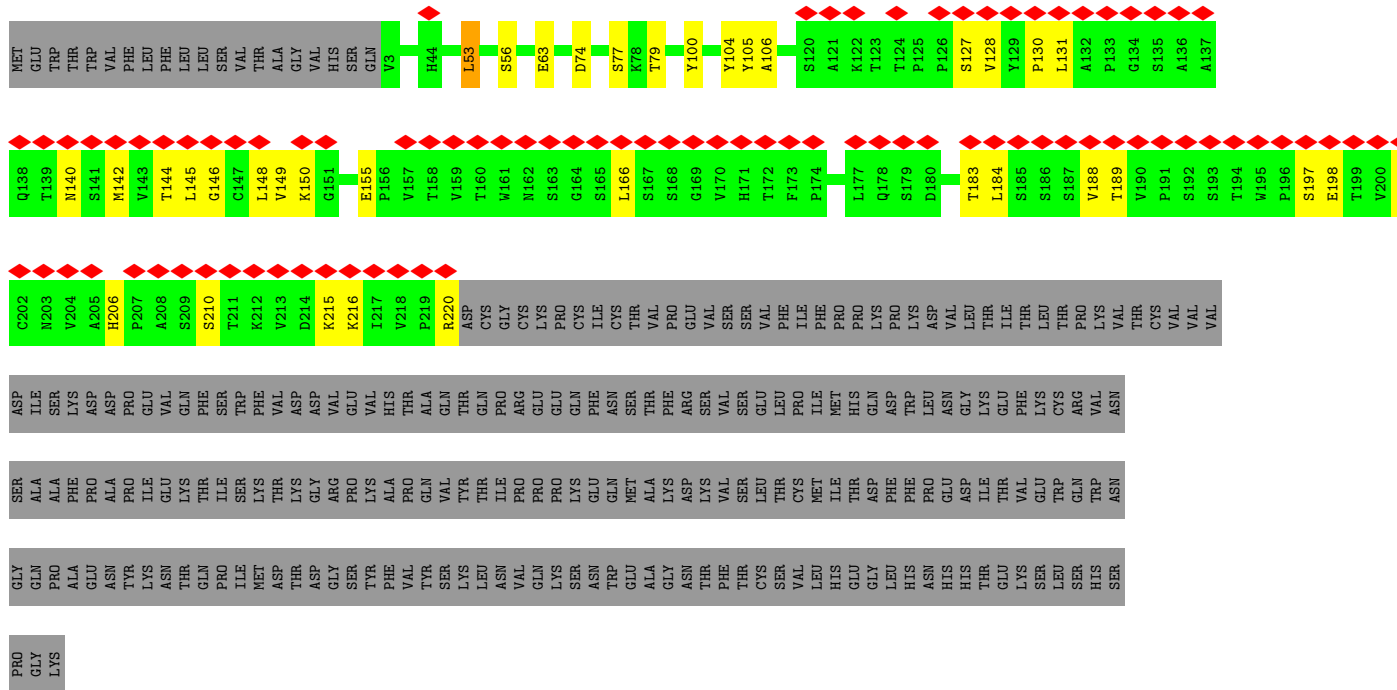 MET GLU TRP THR TRP VAL PHE LEU PHE LEU LEU SER VAL THR ALA GLY VAL HIS SER GLN V3 H44 L53 S56 E63 D74 S77 K78 T79 Y100 Y104 Y105 A106 S120 A121 K122 T123 T124 P125 P126 S127 V128 Y129 P130 L131 A132 P133 G134 S135 A136 A137
Q138 T139 N140 S141 M142 V143 T144 L145 G146 C147 L148 V149 K150 G151 E155 P156 V157 T158 V159 T160 W161 N162 S163 G164 S165 L166 S167 S168 G169 V170 H171 T172 F173 P174 L177 Q178 S179 D180 T183 L184 S185 S186 S187 V188 T189 V190 P191 S192 S193 T194 W195 P196 S197 E198 T199 V200
C202 N203 V204 A205 H206 P207 A208 S209 S210 T211 K212 V213 D214 K215 K216 I217 V218 P219 R220 ASP CYS GLY CYS LYS PRO CYS ILE CYS THR VAL PRO GLU VAL SER SER VAL PHE ILE PHE PRO PRO LYS PRO LYS ASP VAL LEU THR ILE THR LEU THR PRO LYS VAL THR CYS VAL VAL VAL
ASP ILE SER LYS ASP ASP PRO GLU VAL GLN PHE SER TRP PHE VAL ASP ASP VAL GLU VAL HIS THR ALA GLN THR GLN PRO ARG GLU GLU GLN PHE ASN SER THR PHE ARG SER VAL SER GLU LEU PRO ILE MET HIS GLN ASP TRP LEU ASN GLY LYS GLU PHE LYS CYS ARG VAL ASN
SER ALA ALA PHE PRO ALA PRO ILE GLU LYS THR ILE SER LYS THR LYS GLY ARG PRO LYS ALA PRO GLN VAL TYR THR ILE PRO PRO PRO LYS GLU GLN MET ALA LYS ASP LYS VAL SER LEU THR CYS MET ILE THR ASP PHE PHE PRO GLU ASP ILE THR VAL GLU TRP GLN TRP ASN
GLY GLN PRO ALA GLU ASN TYR LYS ASN THR GLN PRO ILE MET ASP THR ASP GLY SER TYR PHE VAL TYR SER LYS LEU ASN VAL GLN LYS SER ASN TRP GLU ALA GLY ASN THR PHE THR CYS SER VAL LEU HIS GLU GLY LEU HIS ASN HIS HIS THR GLU LYS SER LEU SER HIS SER
PRO GLY LYS